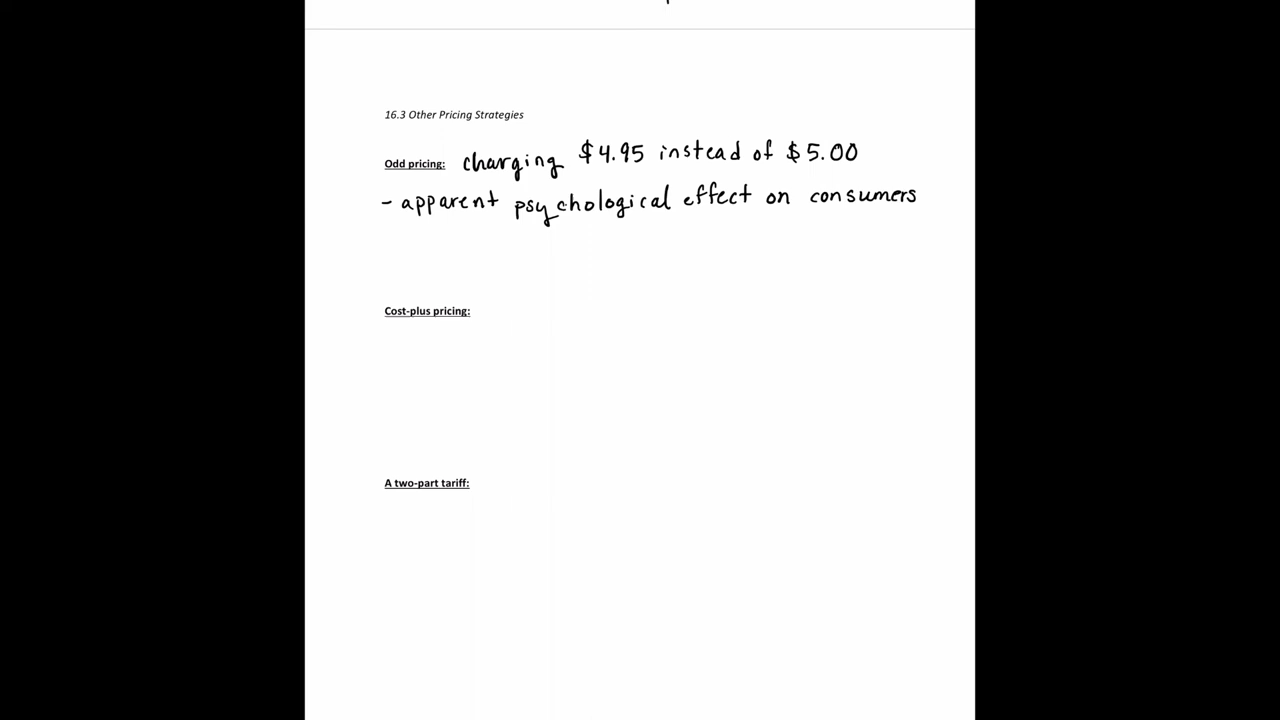 16.3 Other Pricing Strategies
Odd pricing: charging $4.95 instead of $5.00
- apparent psychological effect on consumers
Cost-plus pricing:
A two-part tariff: